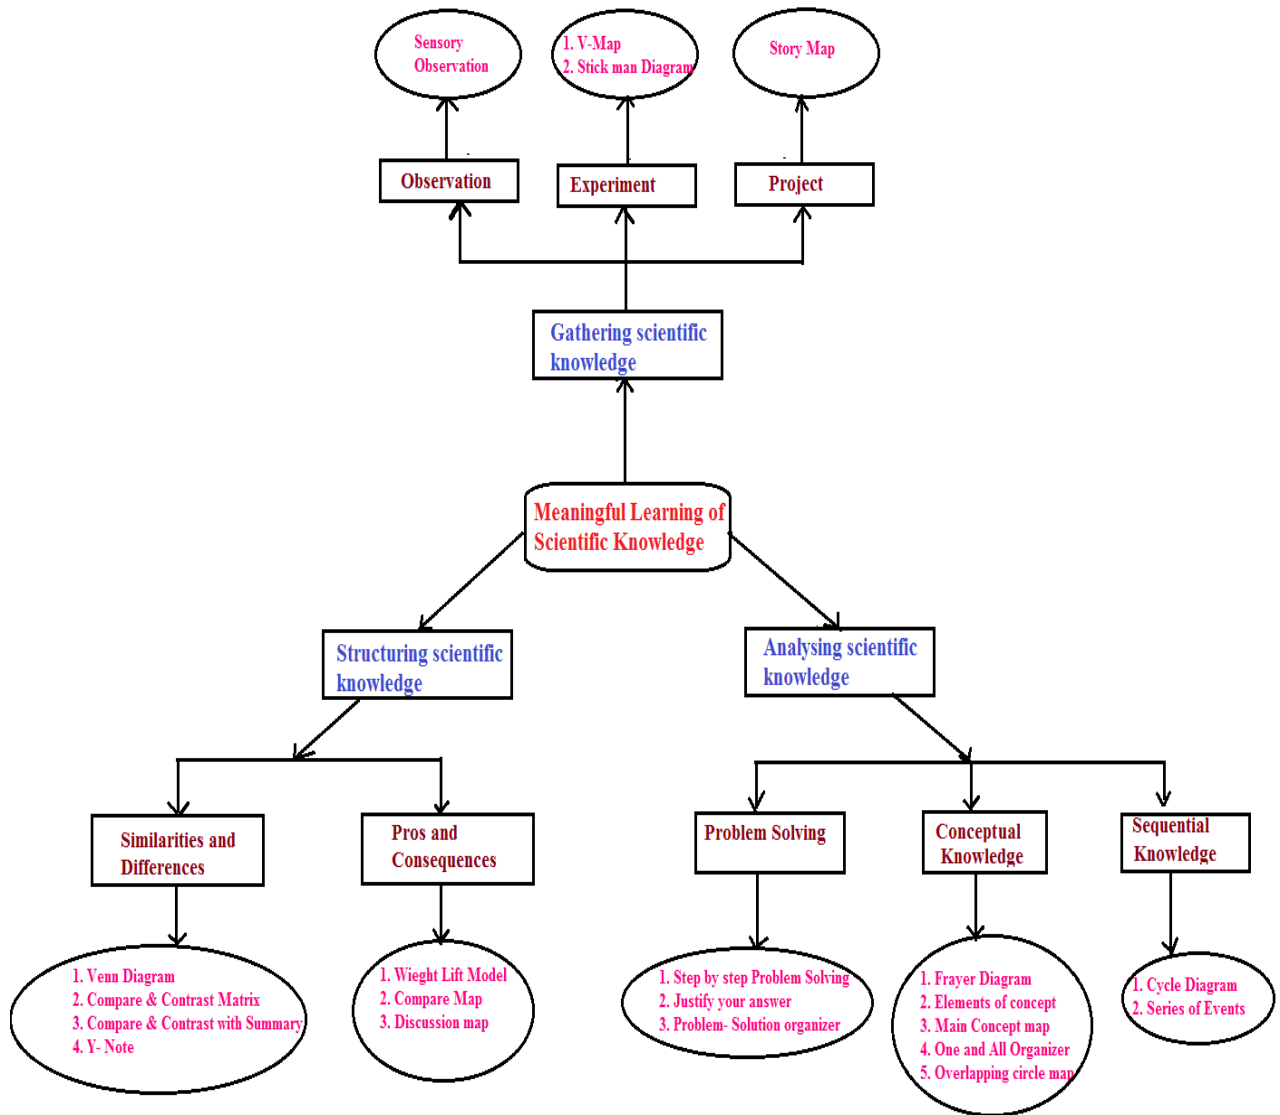 Sensory
Observation
1. V-Map
2. Stick man Diagram
Story Map
Observation
Experiment
Project
Gathering scientific
knowledge
Meaningful Learning of
Scientific Knowledge
Structuring scientific
knowledge
Analysing scientific
knowledge
Similarities and
Differences
Pros and
Consequences
Problem Solving
Conceptual
Knowledge
Sequential
Knowledge
1. Venn Diagram
2. Compare & Contrast Matrix
3. Compare & Contrast with Summary
4. Y- Note
1. Wieght Lift Model
2. Compare Map
3. Discussion map
1. Step by step Problem Solving
2. Justify your answer
3. Problem- Solution organizer
1. Frayer Diagram
2. Elements of concept
3. Main Concept map
4. One and All Organizer
5. Overlapping circle map
1. Cycle Diagram
2. Series of Events